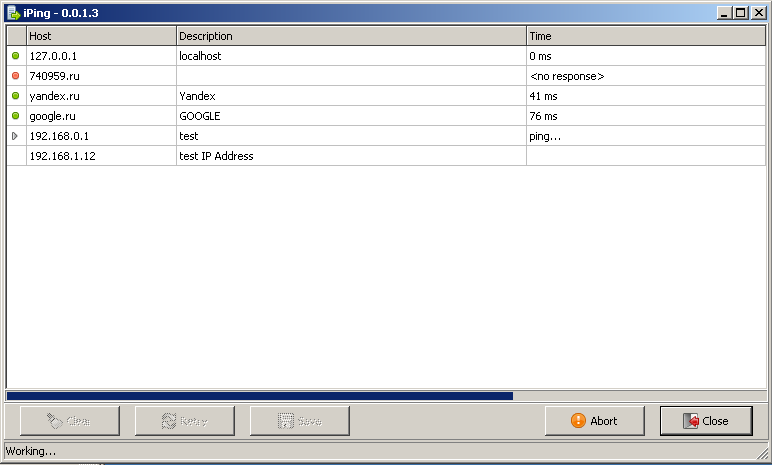 iPing - 0.0.1.3
Host Description Time
127.0.0.1 localhost 0 ms
740959.ru <no response>
yandex.ru Yandex 41 ms
google.ru GOOGLE 76 ms
192.168.0.1 test ping...
192.168.1.12 test IP Address
Clear Retry Save Abort Close
Working...